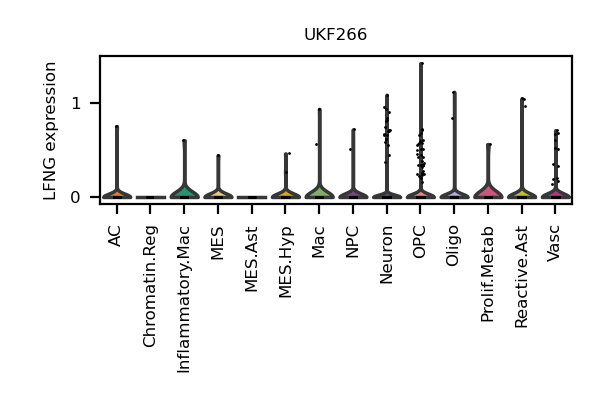 UKF266
LFNG expression
1
0
AC
Chromatin.Reg
Inflammatory.Mac
MES
MES.Ast
MES.Hyp
Mac
NPC
Neuron
OPC
Oligo
Prolif.Metab
Reactive.Ast
Vasc